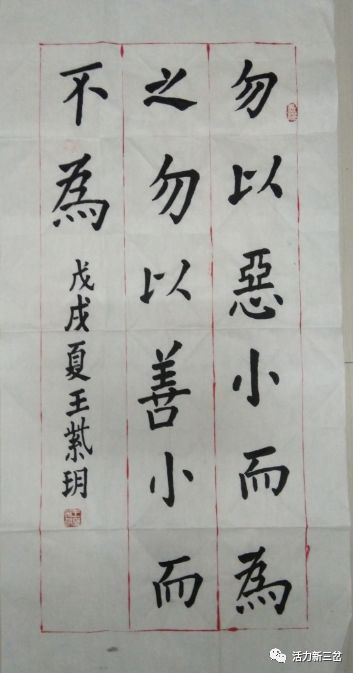 勿以惡小而為
之勿以善小而
不為
戊戌夏王紫玥
活力新三岔